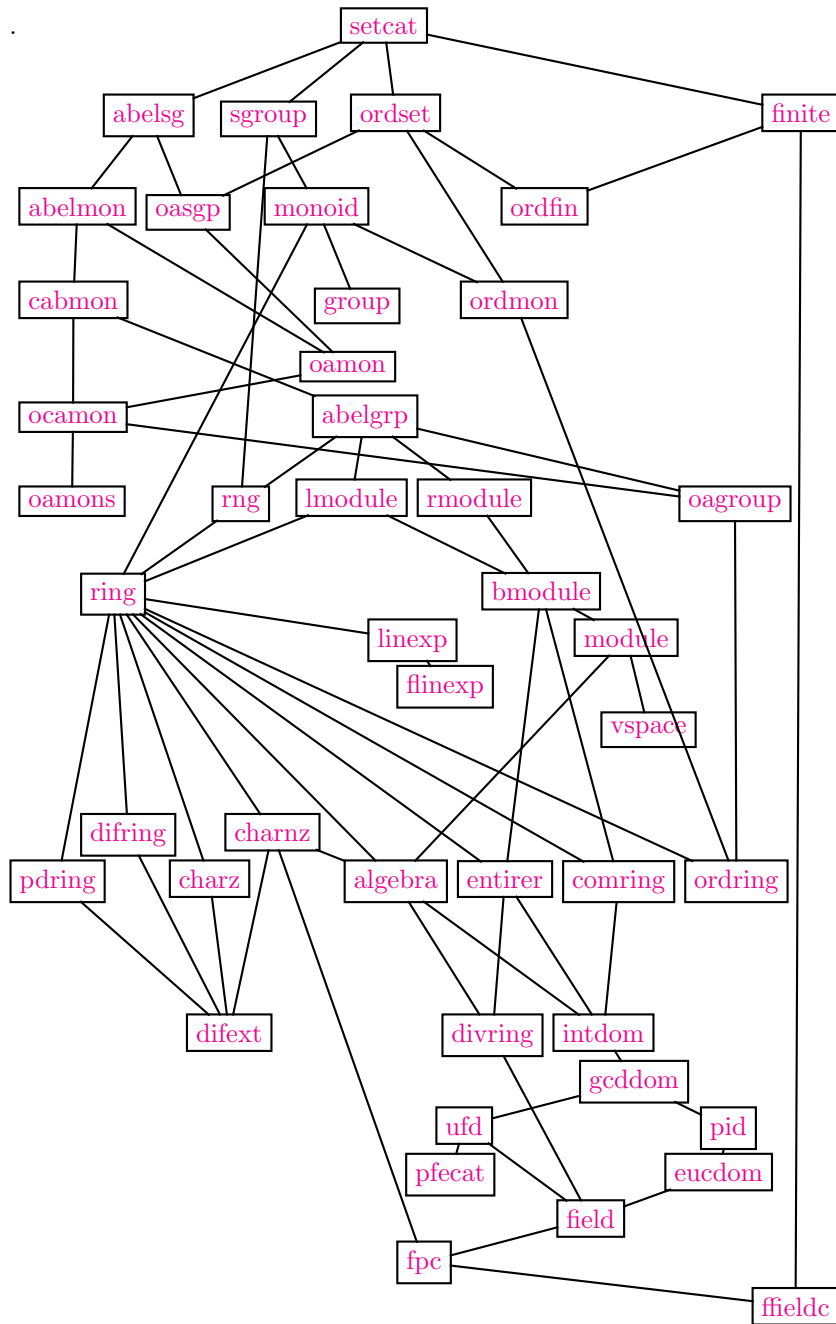 .
setcat
abelsg sgroup ordset finite
abelmon oasgp monoid ordfin
cabmon group ordmon
oamon
ocamon abelgrp
oamons rng lmodule rmodule oagroup
ring bmodule
linexp module
flinexp
vspace
difring charnz
pdring charz algebra entirer comring ordring
difext divring intdom
gcddom
ufd pid
pfecat eucdom
field
fpc
ffieldc